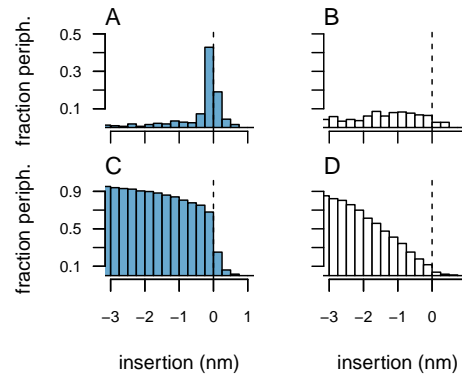 A
B
fraction periph.
0.5
0.3
0.1
C
D
fraction periph.
0.9
0.5
0.1
−3 −2 −1 0 1
−3 −2 −1 0
insertion (nm)
insertion (nm)